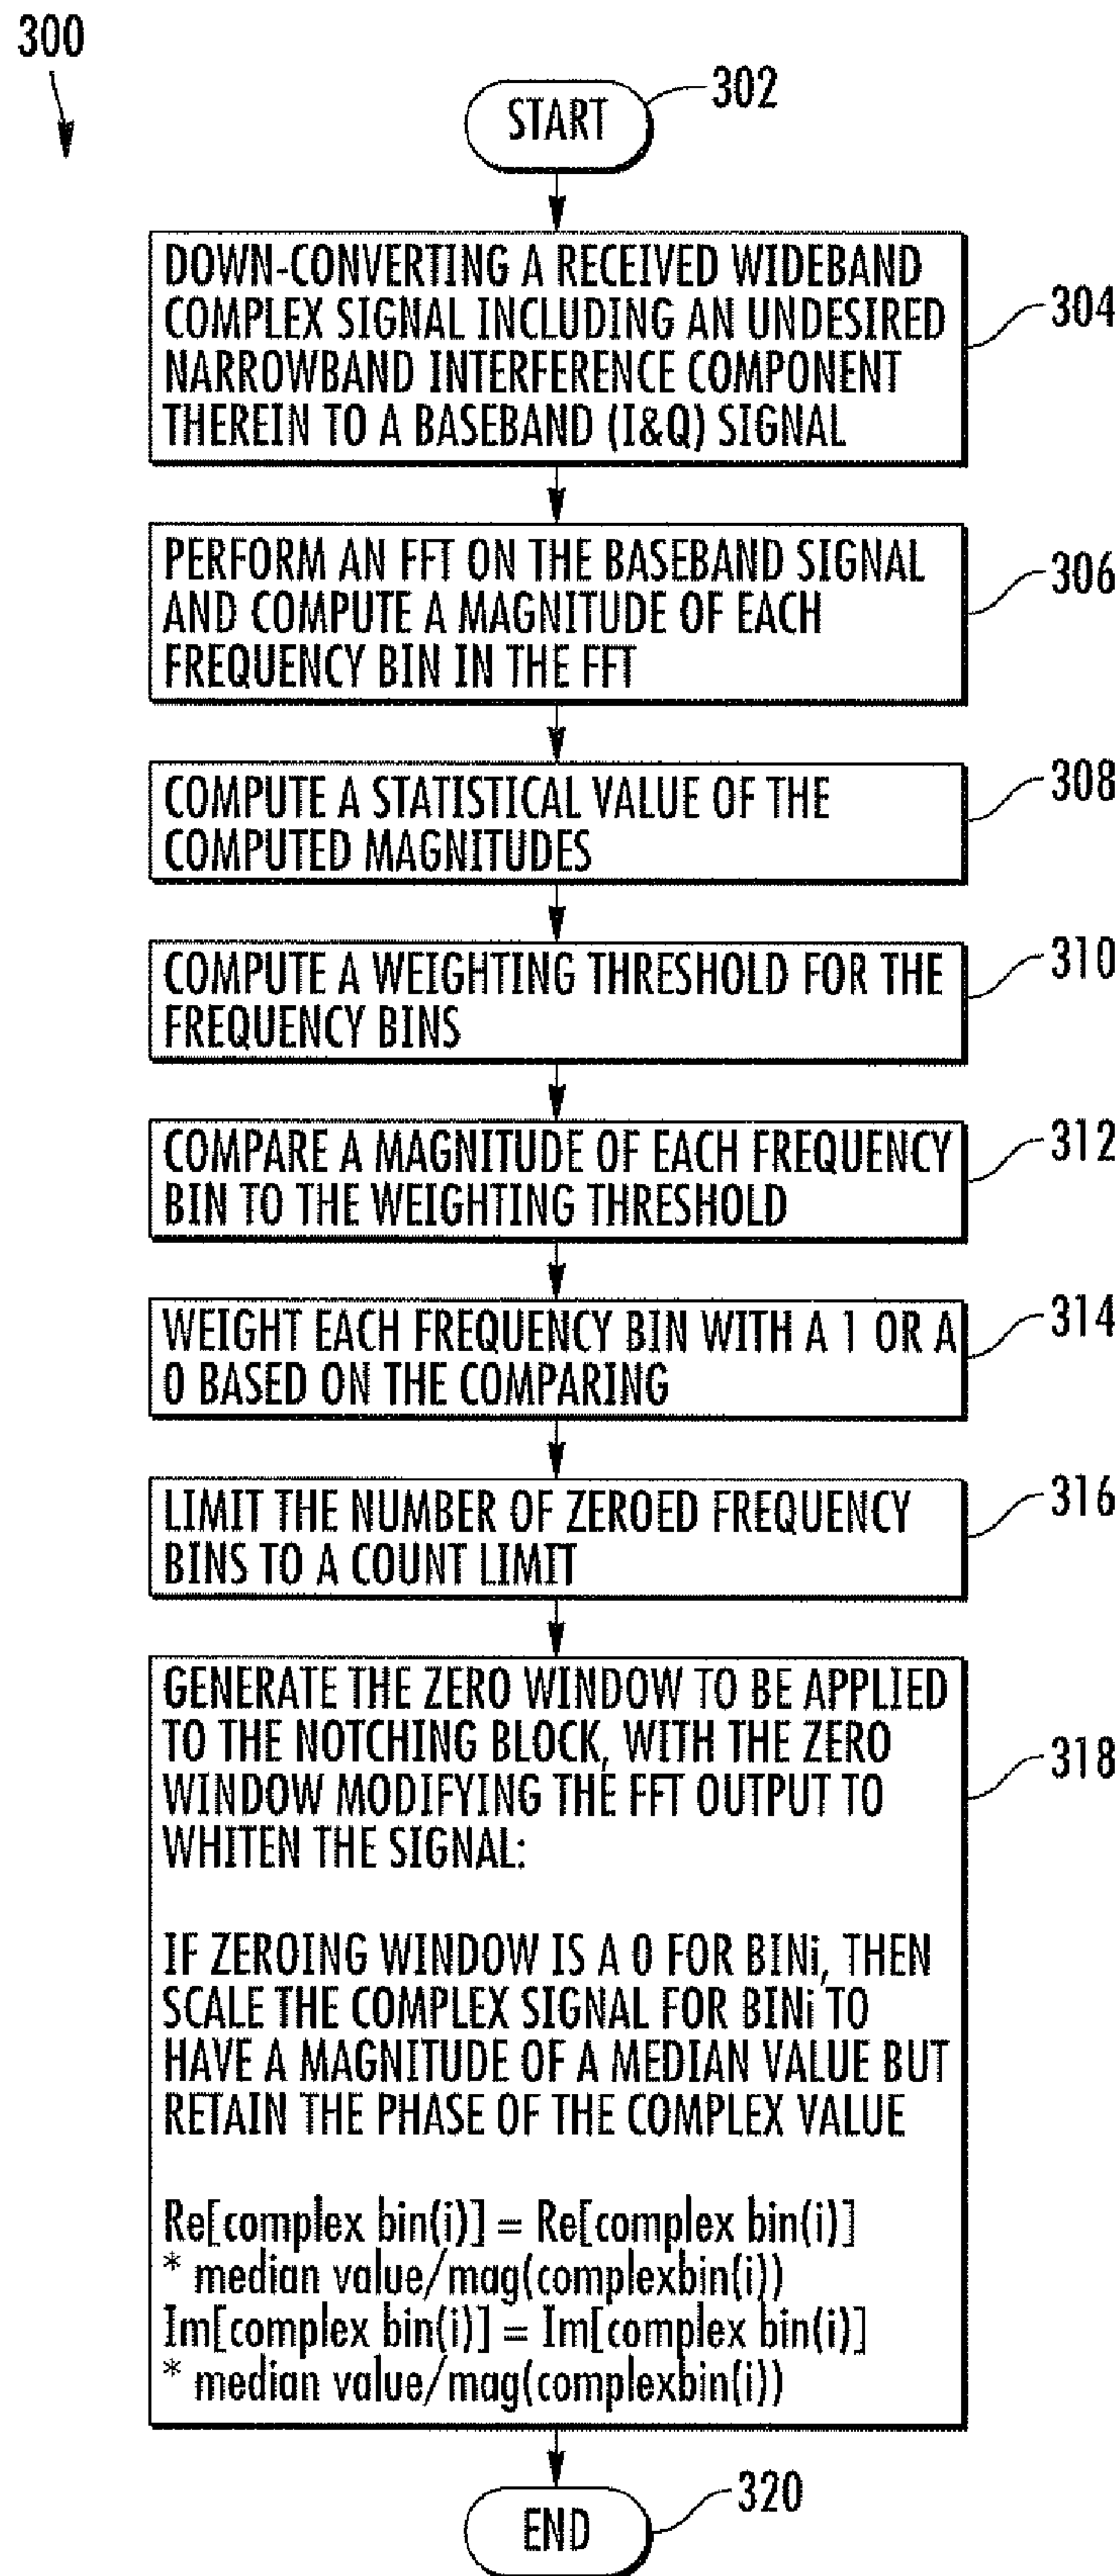 300
START
302
DOWN-CONVERTING A RECEIVED WIDEBAND
COMPLEX SIGNAL INCLUDING AN UNDESIRED
NARROWBAND INTERFERENCE COMPONENT
THEREIN TO A BASEBAND (I&Q) SIGNAL
304
PERFORM AN FFT ON THE BASEBAND SIGNAL
AND COMPUTE A MAGNITUDE OF EACH
FREQUENCY BIN IN THE FFT
306
COMPUTE A STATISTICAL VALUE OF THE
COMPUTED MAGNITUDES
308
COMPUTE A WEIGHTING THRESHOLD FOR THE
FREQUENCY BINS
310
COMPARE A MAGNITUDE OF EACH FREQUENCY
BIN TO THE WEIGHTING THRESHOLD
312
WEIGHT EACH FREQUENCY BIN WITH A 1 OR A
0 BASED ON THE COMPARING
314
LIMIT THE NUMBER OF ZEROED FREQUENCY
BINS TO A COUNT LIMIT
316
GENERATE THE ZERO WINDOW TO BE APPLIED
TO THE NOTCHING BLOCK, WITH THE ZERO
WINDOW MODIFYING THE FFT OUTPUT TO
WHITEN THE SIGNAL:
IF ZEROING WINDOW IS A 0 FOR BINi, THEN
SCALE THE COMPLEX SIGNAL FOR BINi TO
HAVE A MAGNITUDE OF A MEDIAN VALUE BUT
RETAIN THE PHASE OF THE COMPLEX VALUE
Re[complex bin(i)] = Re[complex bin(i)]
* median value/mag(complexbin(i))
Im[complex bin(i)] = Im[complex bin(i)]
* median value/mag(complexbin(i))
318
END
320